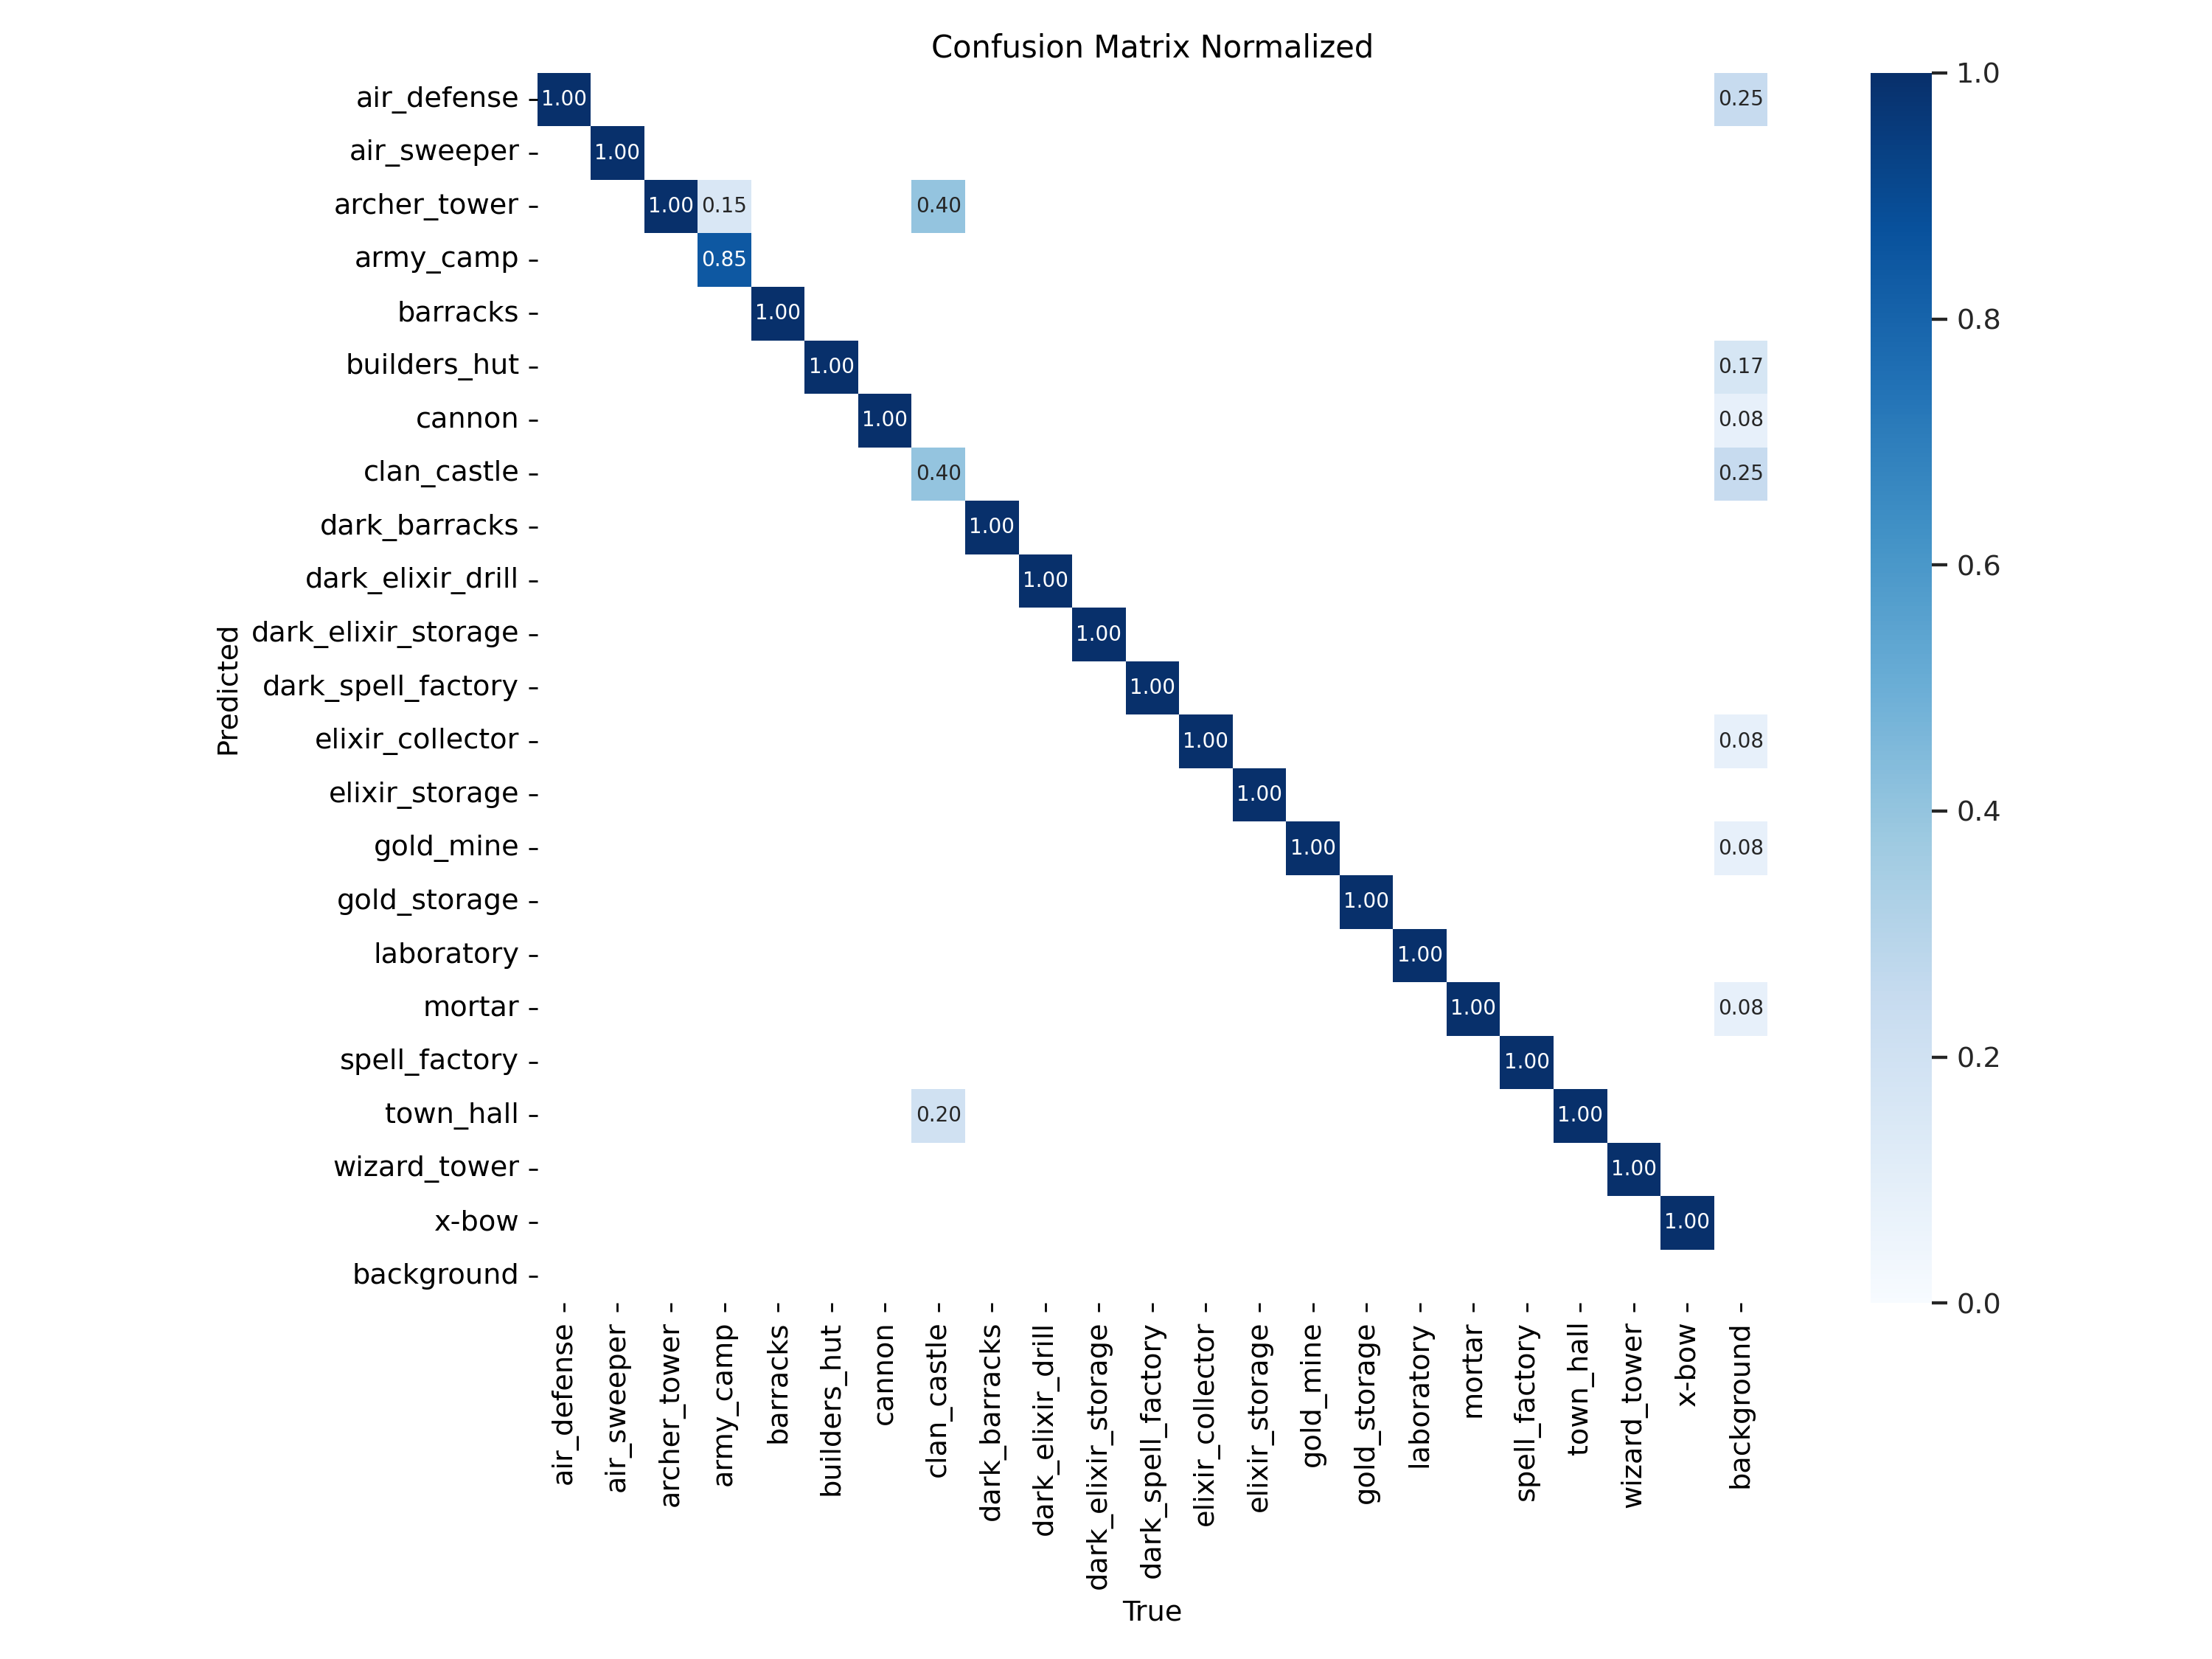 Confusion Matrix Normalized
air_defense 1.00 0.25
air_sweeper 1.00
archer_tower 1.00 0.15 0.40
army_camp 0.85
barracks 1.00
builders_hut 1.00 0.17
cannon 1.00 0.08
clan_castle 0.40 0.25
dark_barracks 1.00
dark_elixir_drill 1.00
dark_elixir_storage 1.00
dark_spell_factory 1.00
elixir_collector 1.00 0.08
elixir_storage 1.00
gold_mine 1.00 0.08
gold_storage 1.00
laboratory 1.00
mortar 1.00 0.08
spell_factory 1.00
town_hall 0.20 1.00
wizard_tower 1.00
x-bow 1.00
background
Predicted
air_defense
air_sweeper
archer_tower
army_camp
barracks
builders_hut
cannon
clan_castle
dark_barracks
dark_elixir_drill
dark_elixir_storage
dark_spell_factory
elixir_collector
elixir_storage
gold_mine
gold_storage
laboratory
mortar
spell_factory
town_hall
wizard_tower
x-bow
background
True
1.0
0.8
0.6
0.4
0.2
0.0